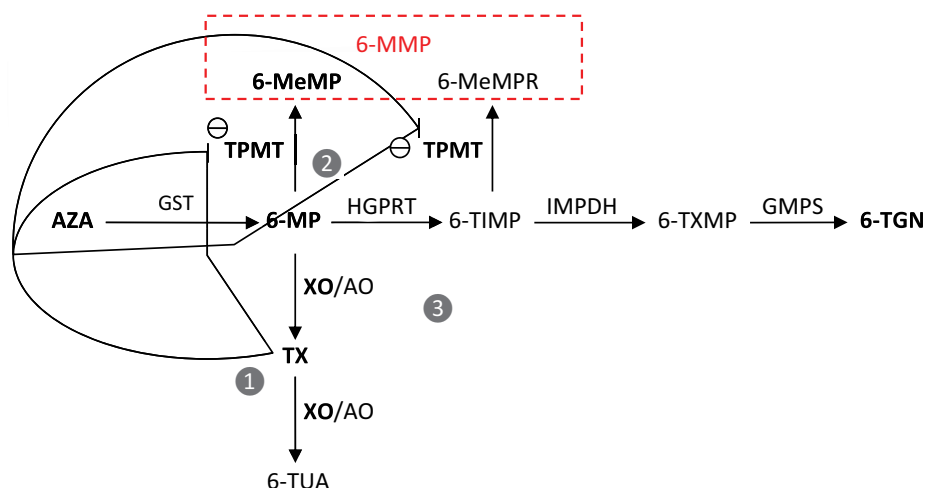 6-MMP
6-MeMP 6-MeMPR
TPMT TPMT
2
AZA GST 6-MP HGPRT 6-TIMP IMPDH 6-TXMP GMPS 6-TGN
XO/AO
3
TX
1
XO/AO
6-TUA